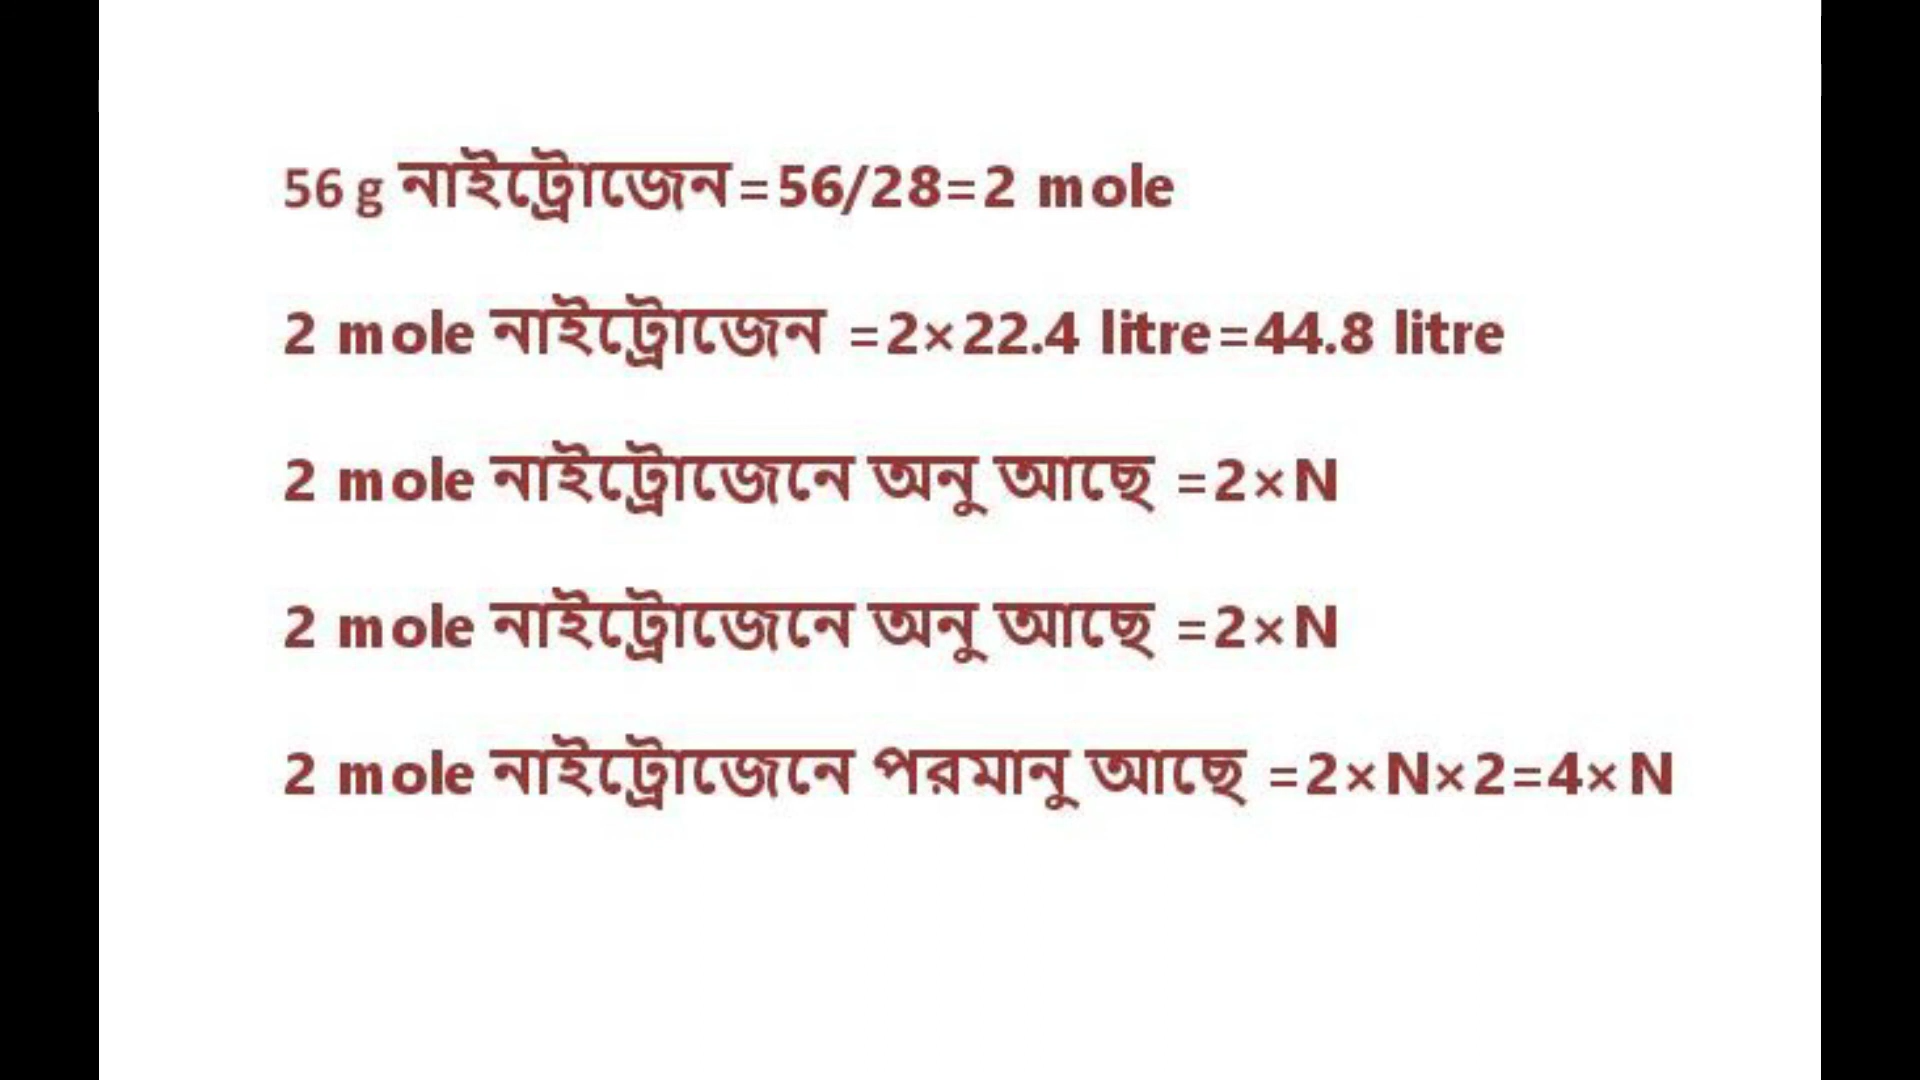 56 g নাইট্রোজেন=56/28=2 mole
2 mole নাইট্রোজেন =2×22.4 litre=44.8 litre
2 mole নাইট্রোজেনে অনু আছে =2×N
2 mole নাইট্রোজেনে অনু আছে =2×N
2 mole নাইট্রোজেনে পরমানু আছে =2×N×2=4×N